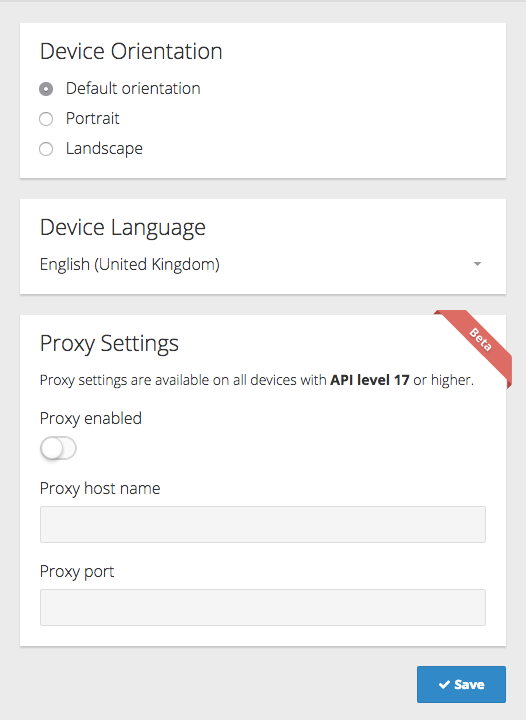 Device Orientation
Default orientation
Portrait
Landscape
Device Language
English (United Kingdom)
Beta
Proxy Settings
Proxy settings are available on all devices with API level 17 or higher.
Proxy enabled
Proxy host name
Proxy port
Save